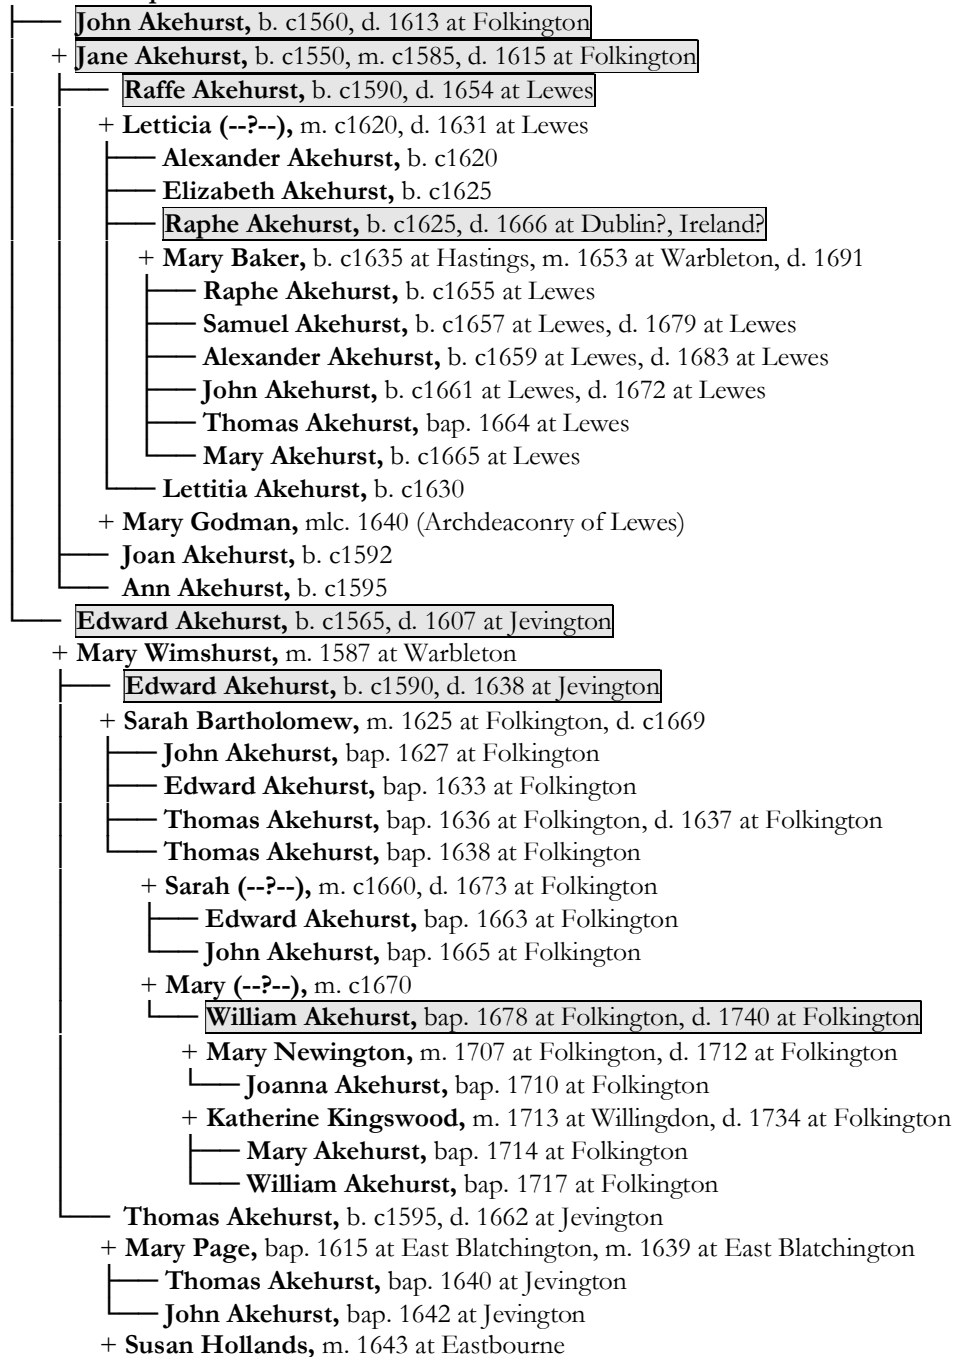 John Akehurst, b. c1560, d. 1613 at Folkington
+ Jane Akehurst, b. c1550, m. c1585, d. 1615 at Folkington
Raffe Akehurst, b. c1590, d. 1654 at Lewes
+ Letticia (--?--), m. c1620, d. 1631 at Lewes
Alexander Akehurst, b. c1620
Elizabeth Akehurst, b. c1625
Raphe Akehurst, b. c1625, d. 1666 at Dublin?, Ireland?
+ Mary Baker, b. c1635 at Hastings, m. 1653 at Warbleton, d. 1691
Raphe Akehurst, b. c1655 at Lewes
Samuel Akehurst, b. c1657 at Lewes, d. 1679 at Lewes
Alexander Akehurst, b. c1659 at Lewes, d. 1683 at Lewes
John Akehurst, b. c1661 at Lewes, d. 1672 at Lewes
Thomas Akehurst, bap. 1664 at Lewes
Mary Akehurst, b. c1665 at Lewes
Lettitia Akehurst, b. c1630
+ Mary Godman, mlc. 1640 (Archdeaconry of Lewes)
Joan Akehurst, b. c1592
Ann Akehurst, b. c1595
Edward Akehurst, b. c1565, d. 1607 at Jevington
+ Mary Wimshurst, m. 1587 at Warbleton
Edward Akehurst, b. c1590, d. 1638 at Jevington
+ Sarah Bartholomew, m. 1625 at Folkington, d. c1669
John Akehurst, bap. 1627 at Folkington
Edward Akehurst, bap. 1633 at Folkington
Thomas Akehurst, bap. 1636 at Folkington, d. 1637 at Folkington
Thomas Akehurst, bap. 1638 at Folkington
+ Sarah (--?--), m. c1660, d. 1673 at Folkington
Edward Akehurst, bap. 1663 at Folkington
John Akehurst, bap. 1665 at Folkington
+ Mary (--?--), m. c1670
William Akehurst, bap. 1678 at Folkington, d. 1740 at Folkington
+ Mary Newington, m. 1707 at Folkington, d. 1712 at Folkington
Joanna Akehurst, bap. 1710 at Folkington
+ Katherine Kingswood, m. 1713 at Willingdon, d. 1734 at Folkington
Mary Akehurst, bap. 1714 at Folkington
William Akehurst, bap. 1717 at Folkington
Thomas Akehurst, b. c1595, d. 1662 at Jevington
+ Mary Page, bap. 1615 at East Blatchington, m. 1639 at East Blatchington
Thomas Akehurst, bap. 1640 at Jevington
John Akehurst, bap. 1642 at Jevington
+ Susan Hollands, m. 1643 at Eastbourne